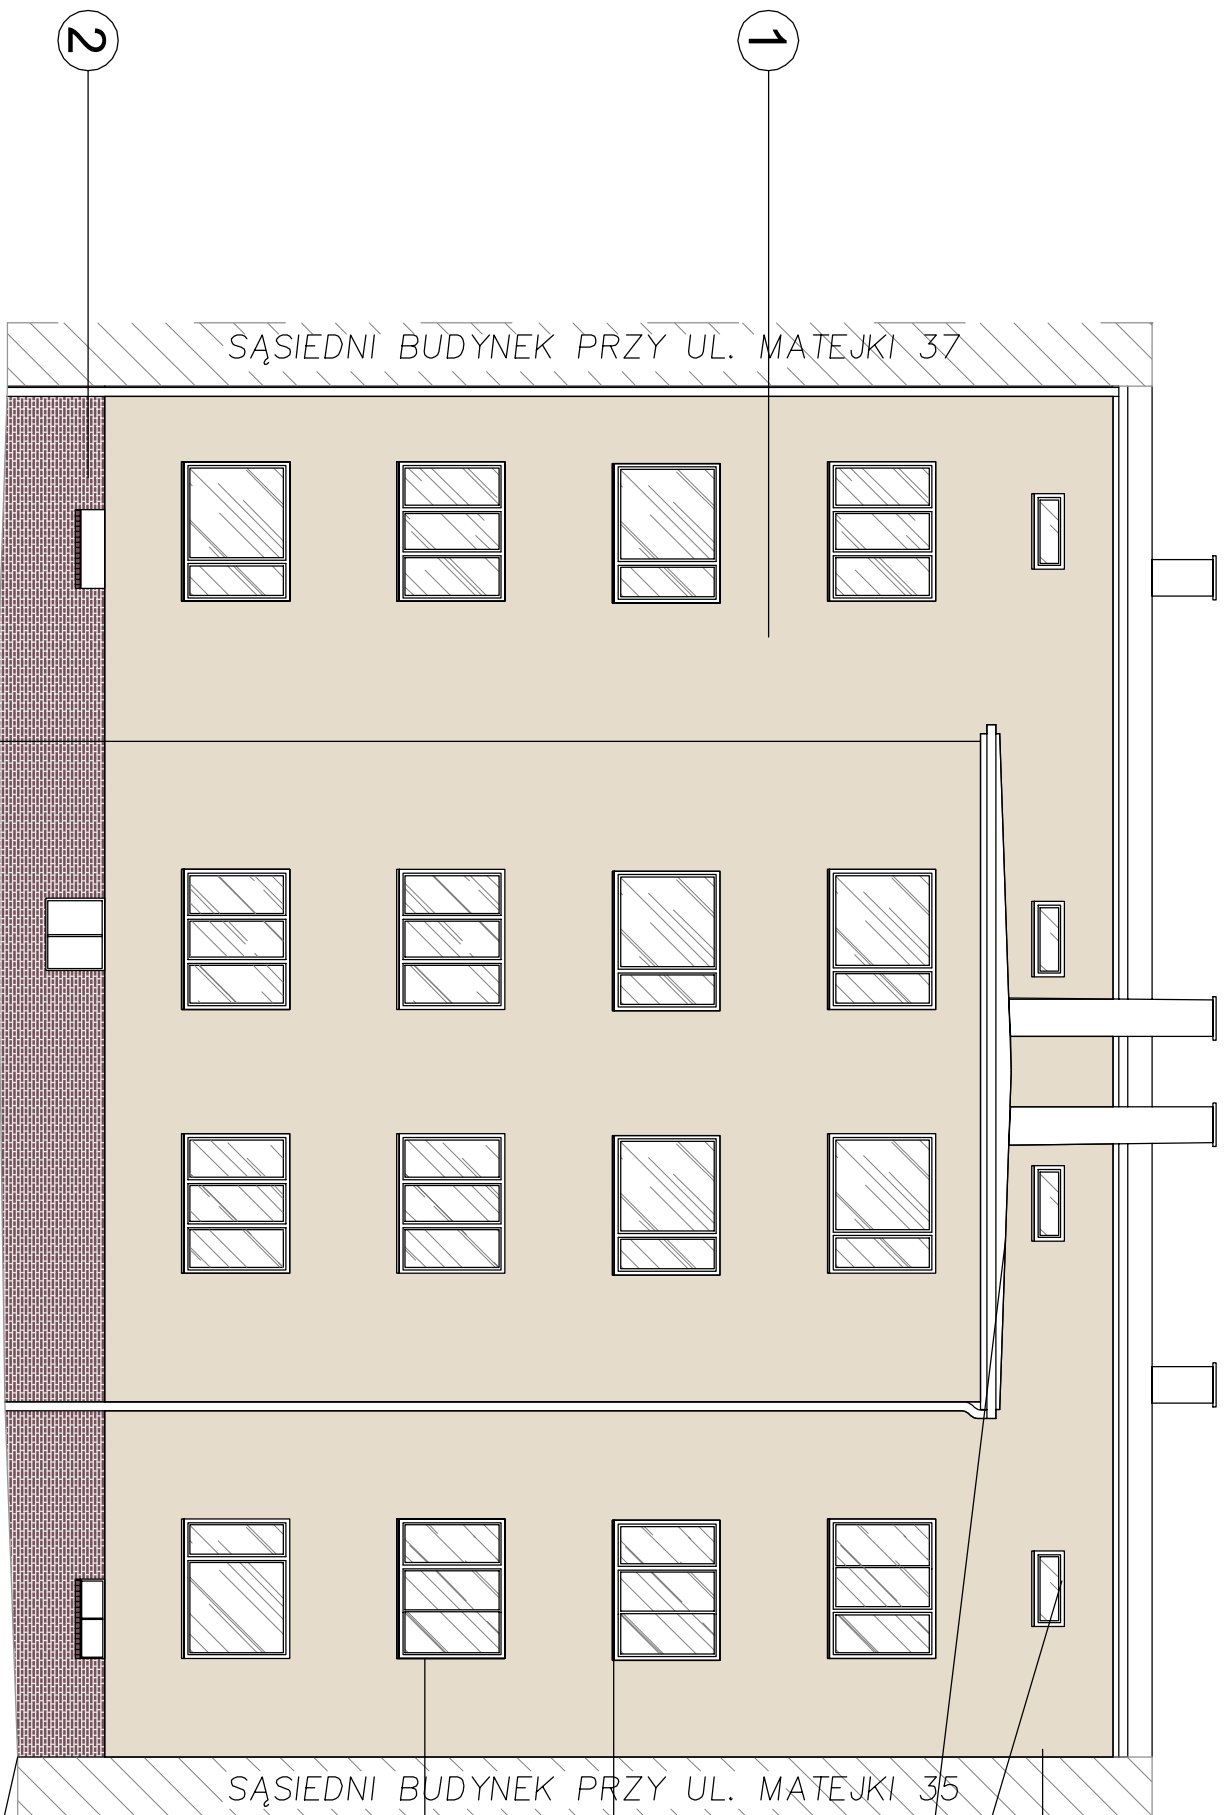 2
1
SĄSIEDNI BUDYNEK PRZY UL. MATEJKI 37
SĄSIEDNI BUDYNEK PRZY UL. MATEJKI 35